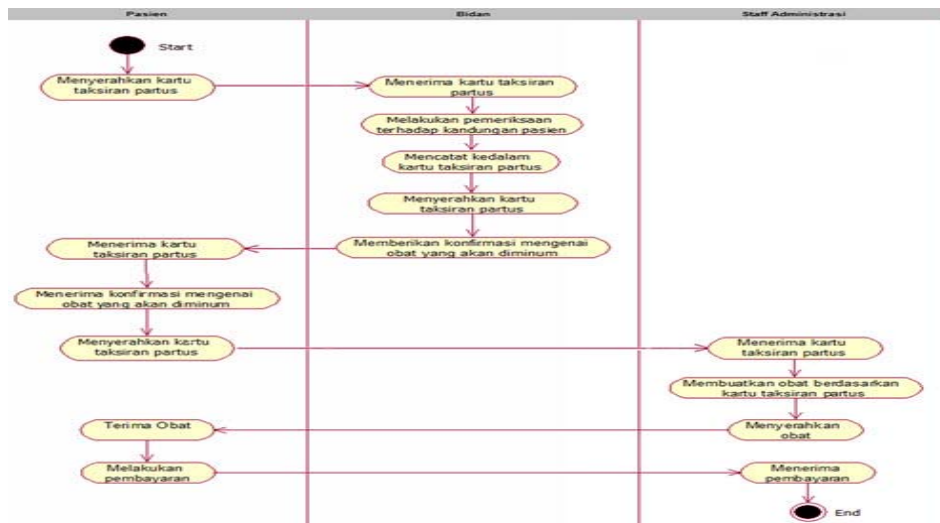 Pasien Bidan Staff Administrasi
Start
Menyerahkan kartu
taksiran partus
Menerima kartu taksiran
partus
Melakukan pemeriksaan
terhadap kandungan pasien
Mencatat kedalam
kartu taksiran partus
Menyerahkan kartu
taksiran partus
Memberikan konfirmasi mengenai
obat yang akan diminum
Menerima kartu
taksiran partus
Menerima konfirmasi mengenai
obat yang akan diminum
Menyerahkan kartu
taksiran partus
Menerima kartu
taksiran partus
Membuatkan obat berdasarkan
kartu taksiran partus
Menyerahkan
obat
Terima Obat
Melakukan
pembayaran
Menerima
pembayaran
End